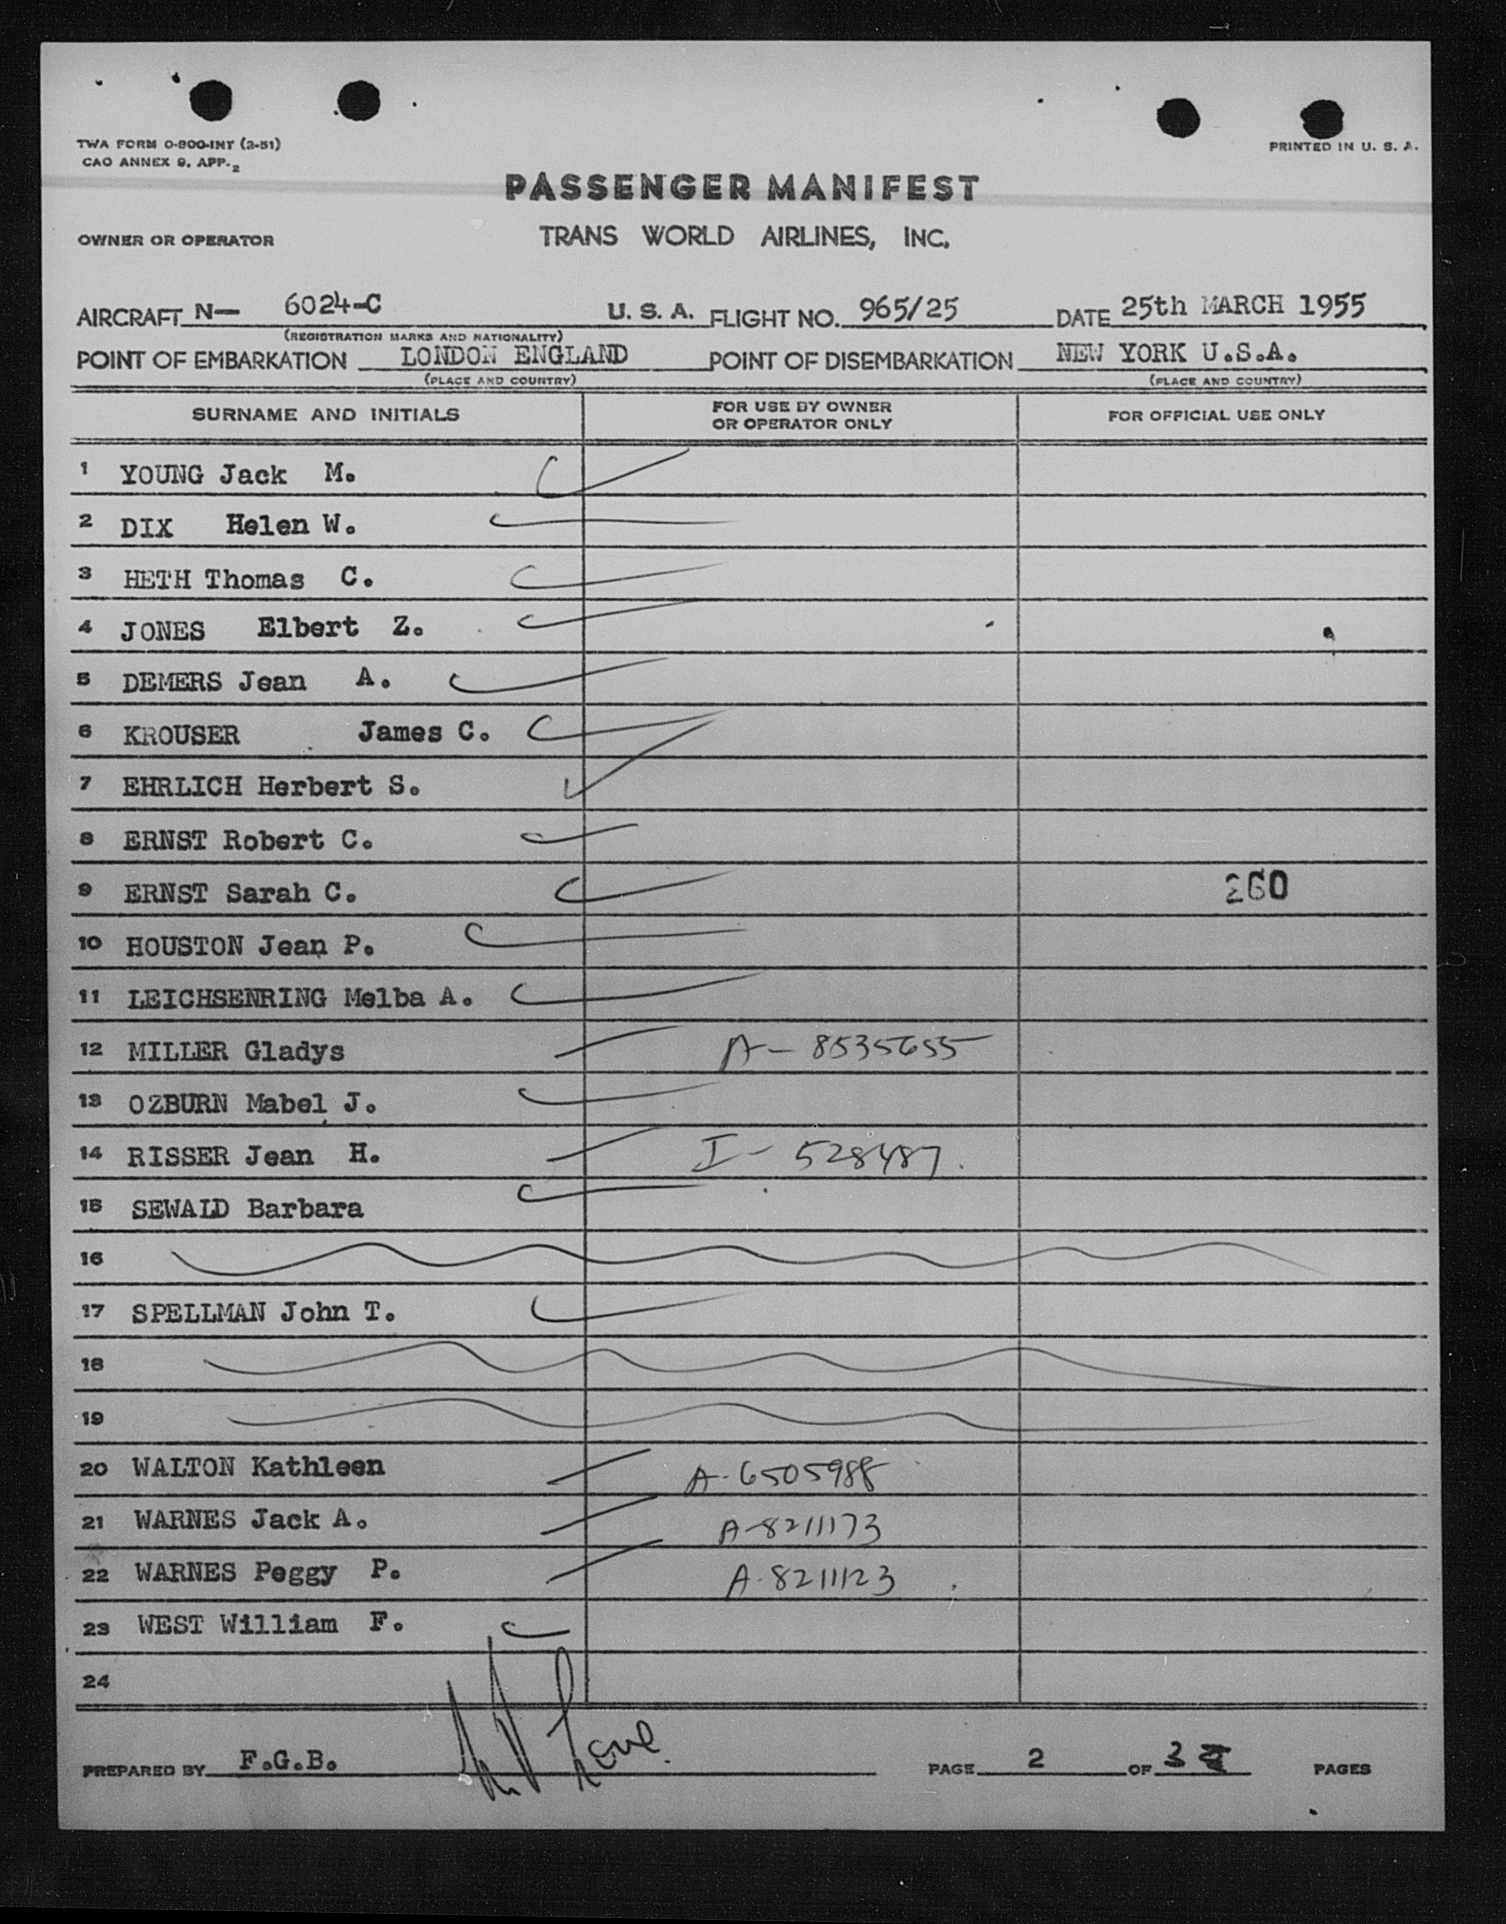 TWA FORM O-800-INT (2-51)
CAO ANNEX 9, APP. 2
PRINTED IN U. S. A.
PASSENGER MANIFEST
OWNER OR OPERATOR TRANS WORLD AIRLINES, INC.
AIRCRAFT N— 6024-C U. S. A. FLIGHT NO. 965/25 DATE 25th MARCH 1955
(REGISTRATION MARKS AND NATIONALITY)
POINT OF EMBARKATION LONDON ENGLAND POINT OF DISEMBARKATION NEW YORK U.S.A.
(PLACE AND COUNTRY) (PLACE AND COUNTRY)
SURNAME AND INITIALS FOR USE BY OWNER OR OPERATOR ONLY FOR OFFICIAL USE ONLY
1 YOUNG Jack M.
2 DIX Helen W.
3 HETH Thomas C.
4 JONES Elbert Z.
5 DEMERS Jean A.
6 KROUSER James C.
7 EHRLICH Herbert S.
8 ERNST Robert C.
9 ERNST Sarah C. 260
10 HOUSTON Jean P.
11 LEICHSENRING Melba A.
12 MILLER Gladys A-8535655
13 OZBURN Mabel J.
14 RISSER Jean H. I-528487.
15 SEWALD Barbara
16
17 SPELLMAN John T.
18
19
20 WALTON Kathleen A-6505988
21 WARNES Jack A. A-8211173
22 WARNES Peggy P. A-8211123
23 WEST William F.
24
PREPARED BY F.G.B. PAGE 2 OF 3 PAGES